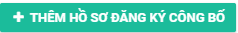 THÊM HỒ SƠ ĐĂNG KÝ CÔNG BỐ